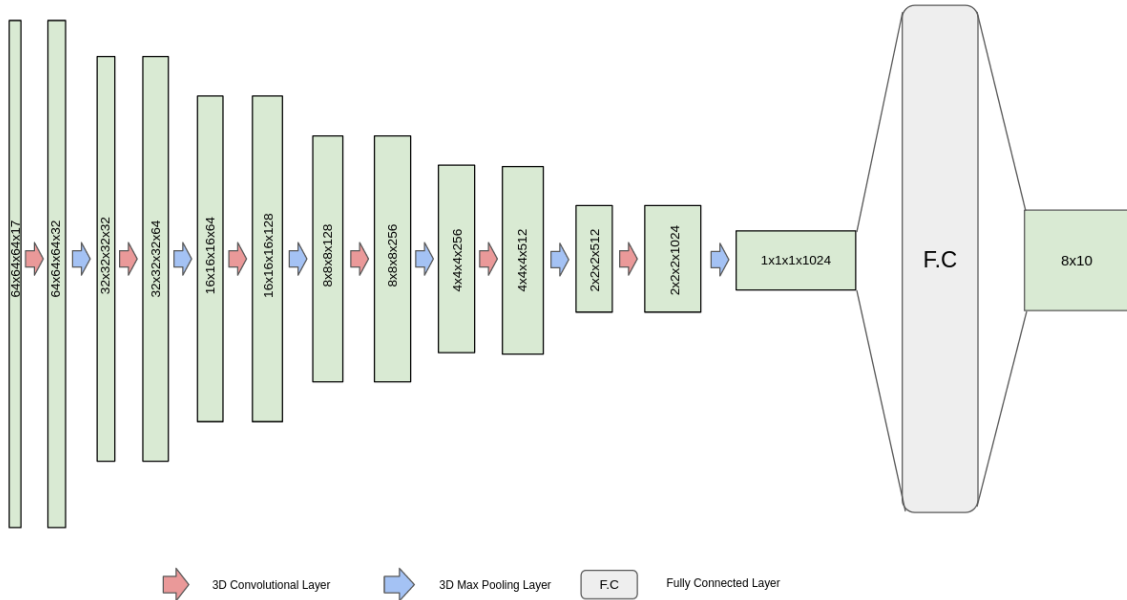 64x64x64x17
64x64x64x32
32x32x32x32
32x32x32x64
16x16x16x64
16x16x16x128
8x8x8x128
8x8x8x256
4x4x4x256
4x4x4x512
2x2x2x512
2x2x2x1024
1x1x1x1024
F.C
8x10
3D Convolutional Layer
3D Max Pooling Layer
F.C
Fully Connected Layer